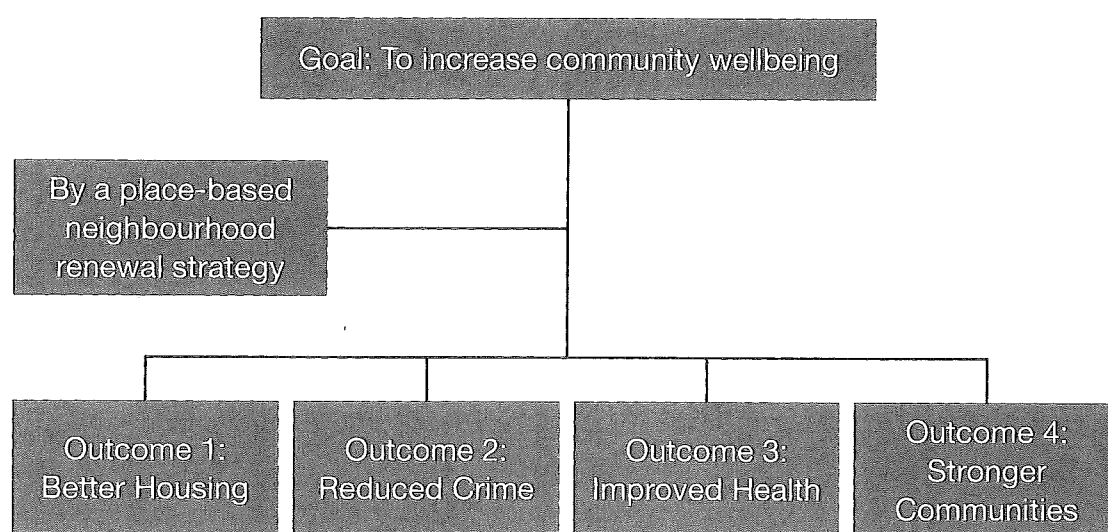 Goal: To increase community wellbeing
By a place-based
neighbourhood
renewal strategy
Outcome 1:
Better Housing
Outcome 2:
Reduced Crime
Outcome 3:
Improved Health
Outcome 4:
Stronger
Communities